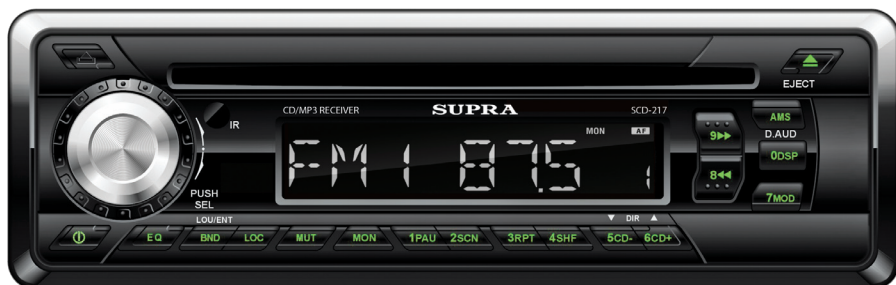 EJECT
IR
CD/MP3 RECEIVER SUPRA SCD-217
MON AF
FM1 87.5 1
9
8
AMS
D.AUD
0DSP
7MOD
PUSH
SEL
LOU/ENT
DIR
EQ BND LOC MUT MON 1PAU 2SCN 3RPT 4SHF 5CD- 6CD+